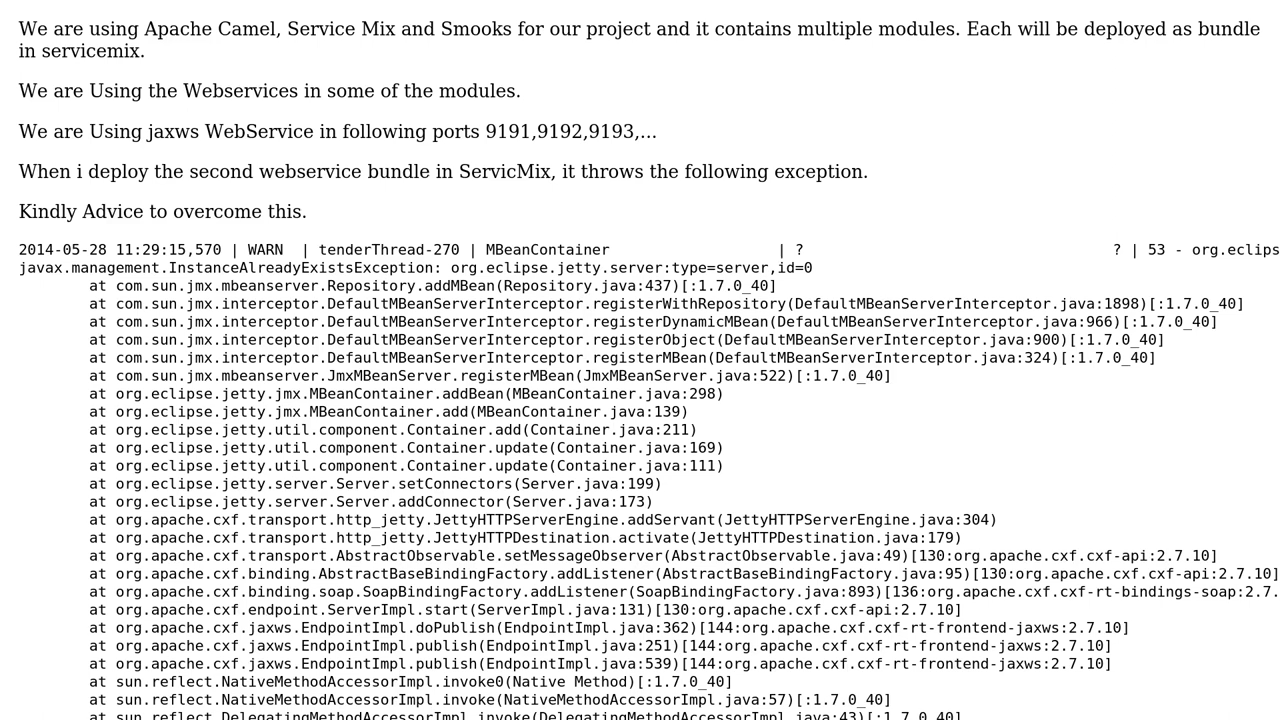 We are using Apache Camel, Service Mix and Smooks for our project and it contains multiple modules. Each will be deployed as bundle
in servicemix.
We are Using the Webservices in some of the modules.
We are Using jaxws WebService in following ports 9191,9192,9193,...
When i deploy the second webservice bundle in ServicMix, it throws the following exception.
Kindly Advice to overcome this.
2014-05-28 11:29:15,570 | WARN  | tenderThread-270 | MBeanContainer                   | ?                                   ? | 53 - org.eclips
javax.management.InstanceAlreadyExistsException: org.eclipse.jetty.server:type=server,id=0
        at com.sun.jmx.mbeanserver.Repository.addMBean(Repository.java:437)[:1.7.0_40]
        at com.sun.jmx.interceptor.DefaultMBeanServerInterceptor.registerWithRepository(DefaultMBeanServerInterceptor.java:1898)[:1.7.0_40]
        at com.sun.jmx.interceptor.DefaultMBeanServerInterceptor.registerDynamicMBean(DefaultMBeanServerInterceptor.java:966)[:1.7.0_40]
        at com.sun.jmx.interceptor.DefaultMBeanServerInterceptor.registerObject(DefaultMBeanServerInterceptor.java:900)[:1.7.0_40]
        at com.sun.jmx.interceptor.DefaultMBeanServerInterceptor.registerMBean(DefaultMBeanServerInterceptor.java:324)[:1.7.0_40]
        at com.sun.jmx.mbeanserver.JmxMBeanServer.registerMBean(JmxMBeanServer.java:522)[:1.7.0_40]
        at org.eclipse.jetty.jmx.MBeanContainer.addBean(MBeanContainer.java:298)
        at org.eclipse.jetty.jmx.MBeanContainer.add(MBeanContainer.java:139)
        at org.eclipse.jetty.util.component.Container.add(Container.java:211)
        at org.eclipse.jetty.util.component.Container.update(Container.java:169)
        at org.eclipse.jetty.util.component.Container.update(Container.java:111)
        at org.eclipse.jetty.server.Server.setConnectors(Server.java:199)
        at org.eclipse.jetty.server.Server.addConnector(Server.java:173)
        at org.apache.cxf.transport.http_jetty.JettyHTTPServerEngine.addServant(JettyHTTPServerEngine.java:304)
        at org.apache.cxf.transport.http_jetty.JettyHTTPDestination.activate(JettyHTTPDestination.java:179)
        at org.apache.cxf.transport.AbstractObservable.setMessageObserver(AbstractObservable.java:49)[130:org.apache.cxf.cxf-api:2.7.10]
        at org.apache.cxf.binding.AbstractBaseBindingFactory.addListener(AbstractBaseBindingFactory.java:95)[130:org.apache.cxf.cxf-api:2.7.10]
        at org.apache.cxf.binding.soap.SoapBindingFactory.addListener(SoapBindingFactory.java:893)[136:org.apache.cxf.cxf-rt-bindings-soap:2.7.
        at org.apache.cxf.endpoint.ServerImpl.start(ServerImpl.java:131)[130:org.apache.cxf.cxf-api:2.7.10]
        at org.apache.cxf.jaxws.EndpointImpl.doPublish(EndpointImpl.java:362)[144:org.apache.cxf.cxf-rt-frontend-jaxws:2.7.10]
        at org.apache.cxf.jaxws.EndpointImpl.publish(EndpointImpl.java:251)[144:org.apache.cxf.cxf-rt-frontend-jaxws:2.7.10]
        at org.apache.cxf.jaxws.EndpointImpl.publish(EndpointImpl.java:539)[144:org.apache.cxf.cxf-rt-frontend-jaxws:2.7.10]
        at sun.reflect.NativeMethodAccessorImpl.invoke0(Native Method)[:1.7.0_40]
        at sun.reflect.NativeMethodAccessorImpl.invoke(NativeMethodAccessorImpl.java:57)[:1.7.0_40]
        at sun.reflect.DelegatingMethodAccessorImpl.invoke(DelegatingMethodAccessorImpl.java:43)[:1.7.0_40]